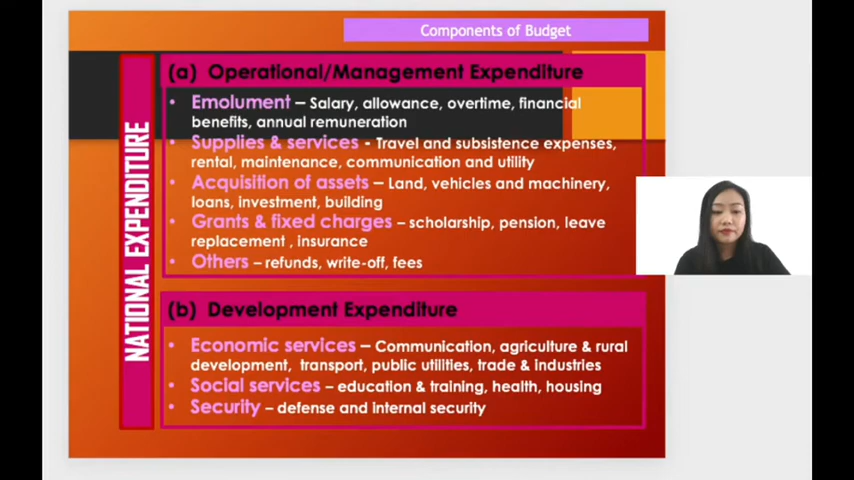 Components of Budget
NATIONAL EXPENDITURE
(a) Operational/Management Expenditure
• Emolument – Salary, allowance, overtime, financial
benefits, annual remuneration
• Supplies & services - Travel and subsistence expenses,
rental, maintenance, communication and utility
• Acquisition of assets – Land, vehicles and machinery,
loans, investment, building
• Grants & fixed charges – scholarship, pension, leave
replacement , insurance
• Others – refunds, write-off, fees
(b) Development Expenditure
• Economic services – Communication, agriculture & rural
development, transport, public utilities, trade & industries
• Social services – education & training, health, housing
• Security – defense and internal security